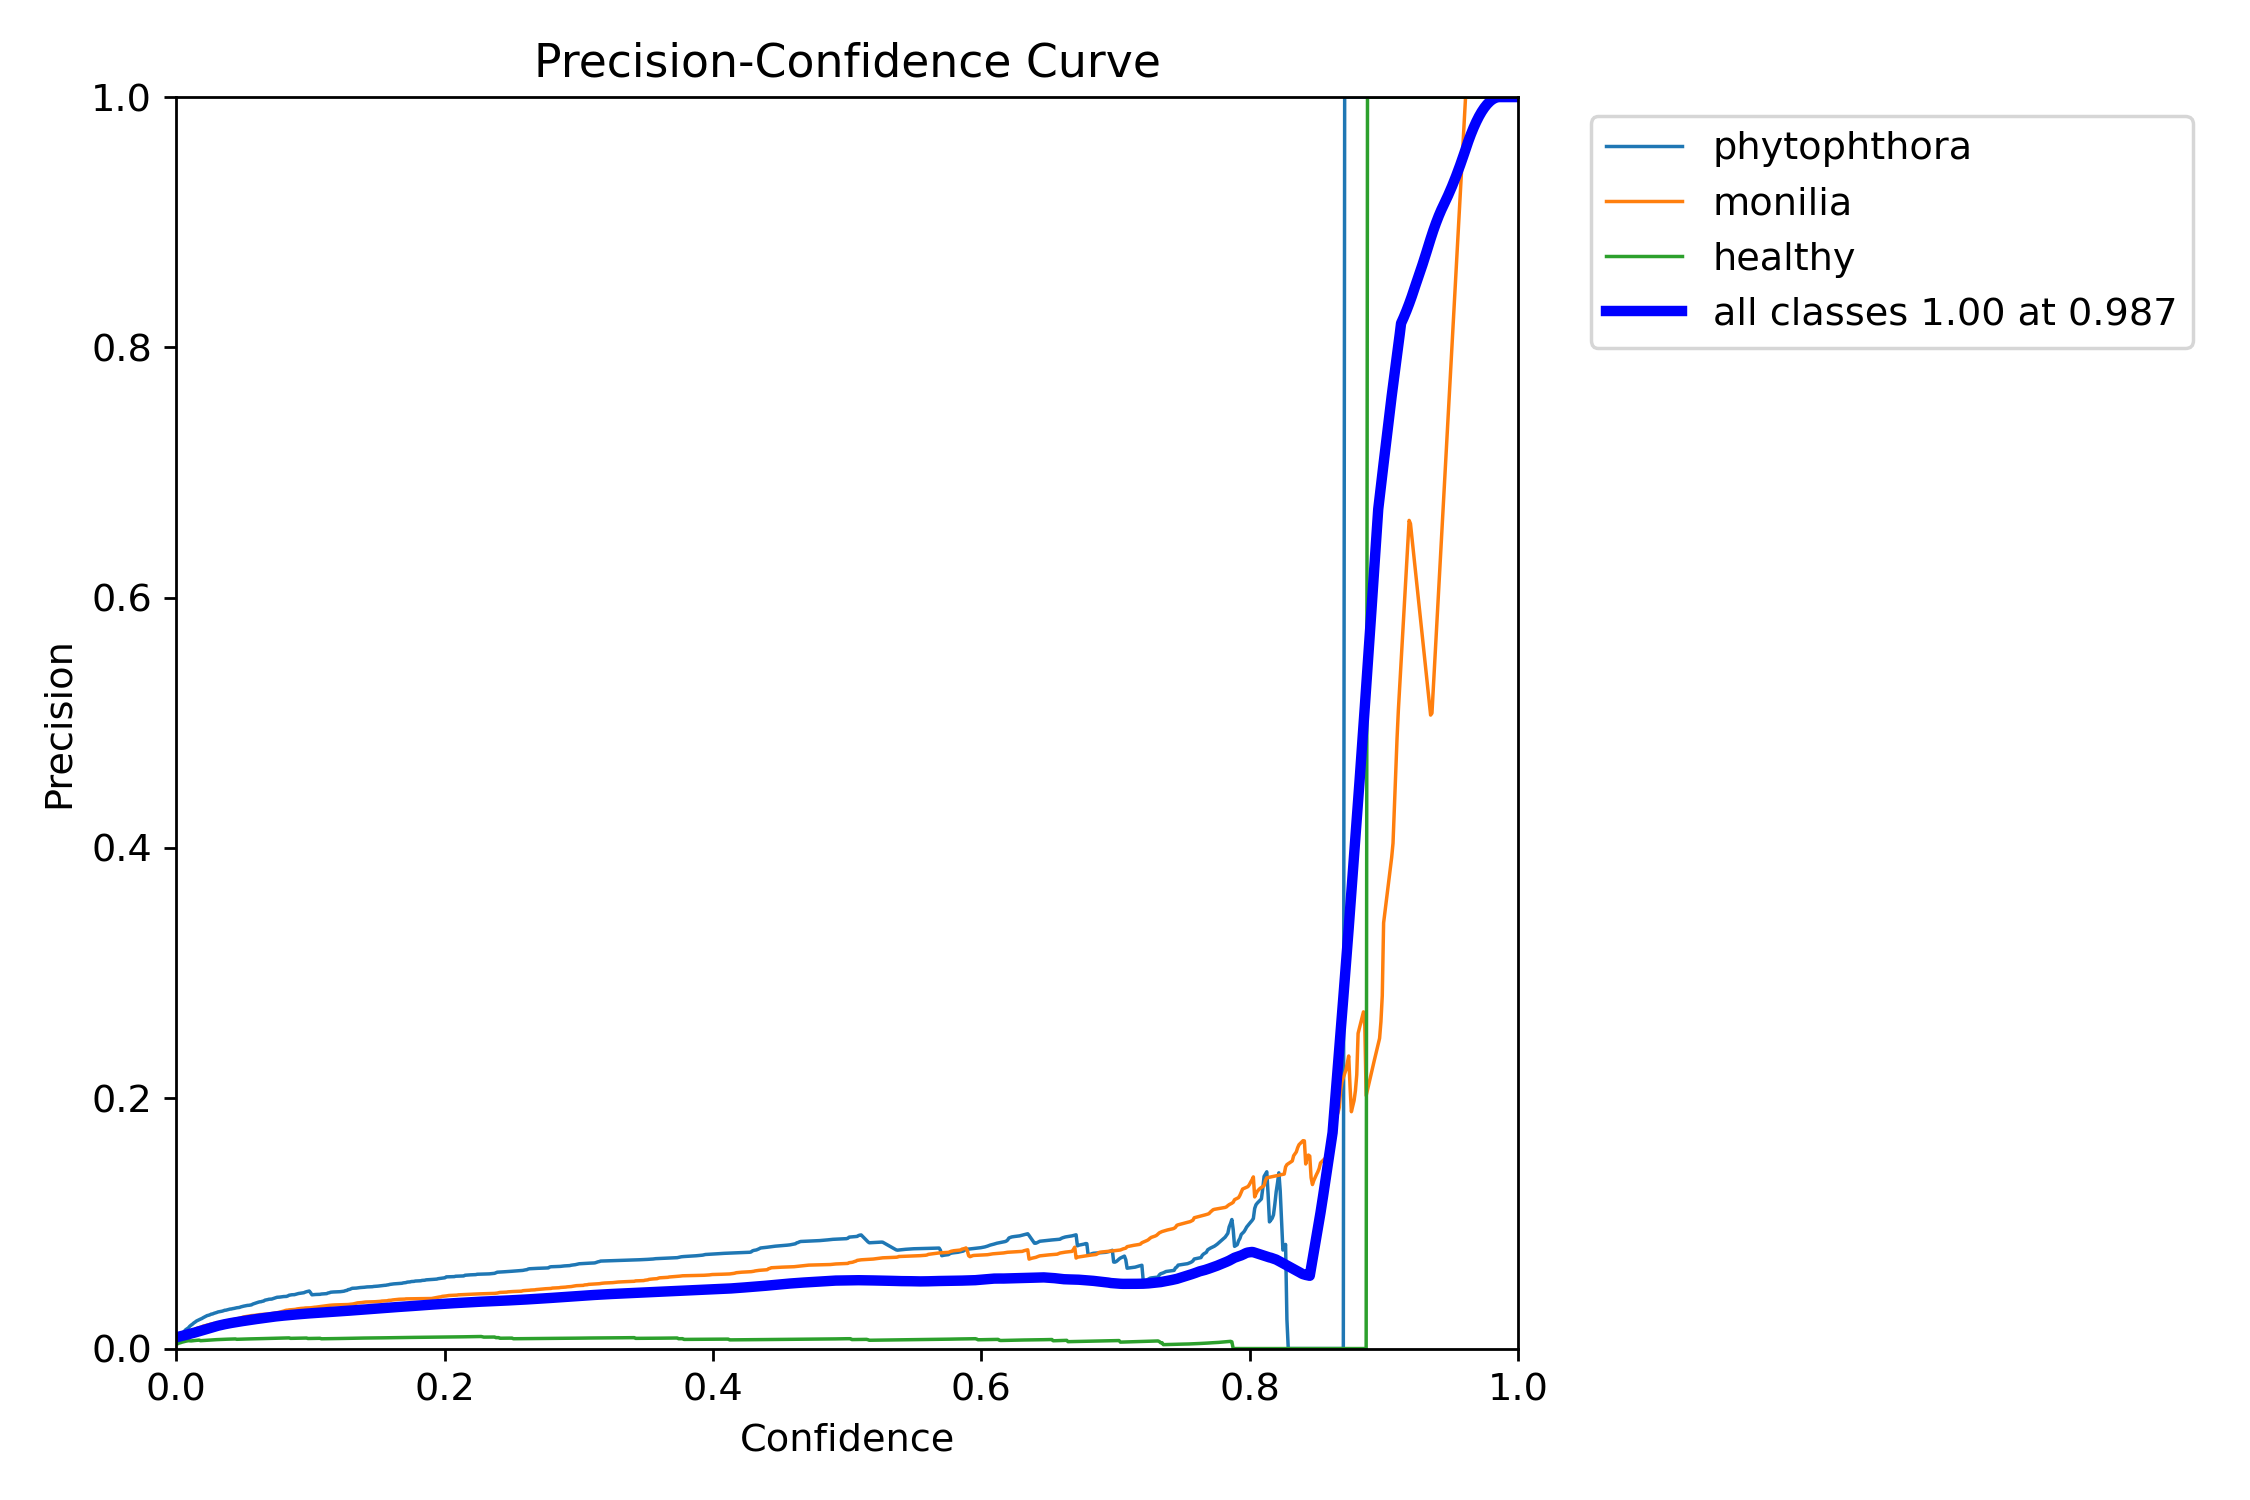 Precision-Confidence Curve
1.0
0.8
0.6
0.4
0.2
0.0
Precision
0.0 0.2 0.4 0.6 0.8 1.0
Confidence
phytophthora
monilia
healthy
all classes 1.00 at 0.987